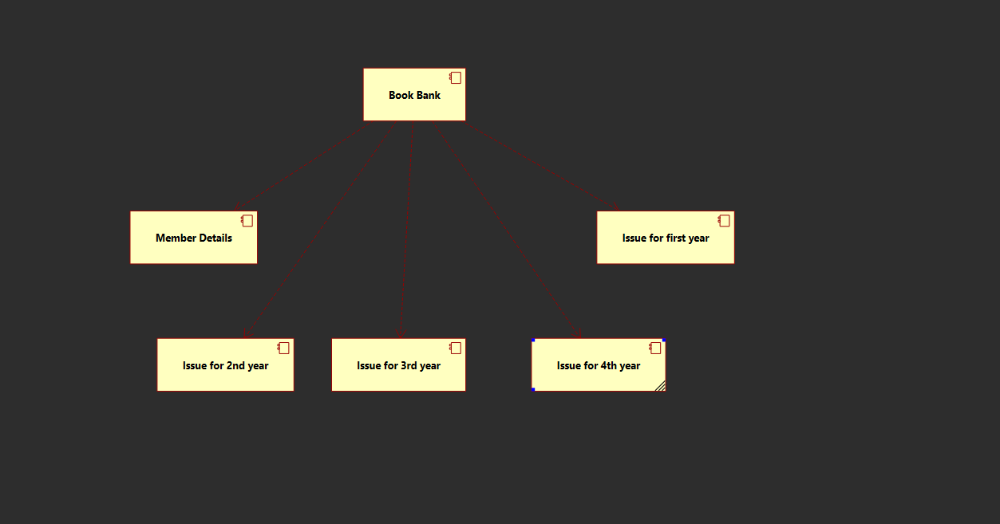 Book Bank
Member Details
Issue for first year
Issue for 2nd year
Issue for 3rd year
Issue for 4th year